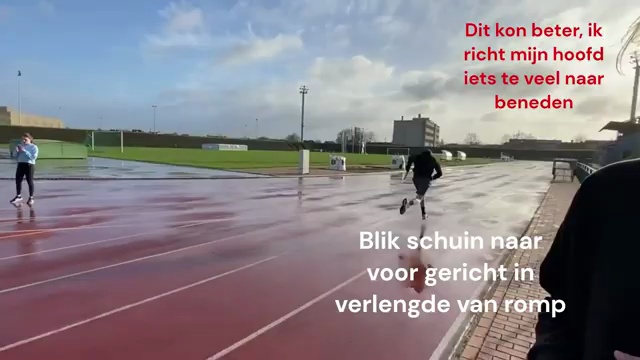 Dit kon beter, ik
richt mijn hoofd
iets te veel naar
beneden
Blik schuin naar
voor gericht in
verlengde van romp